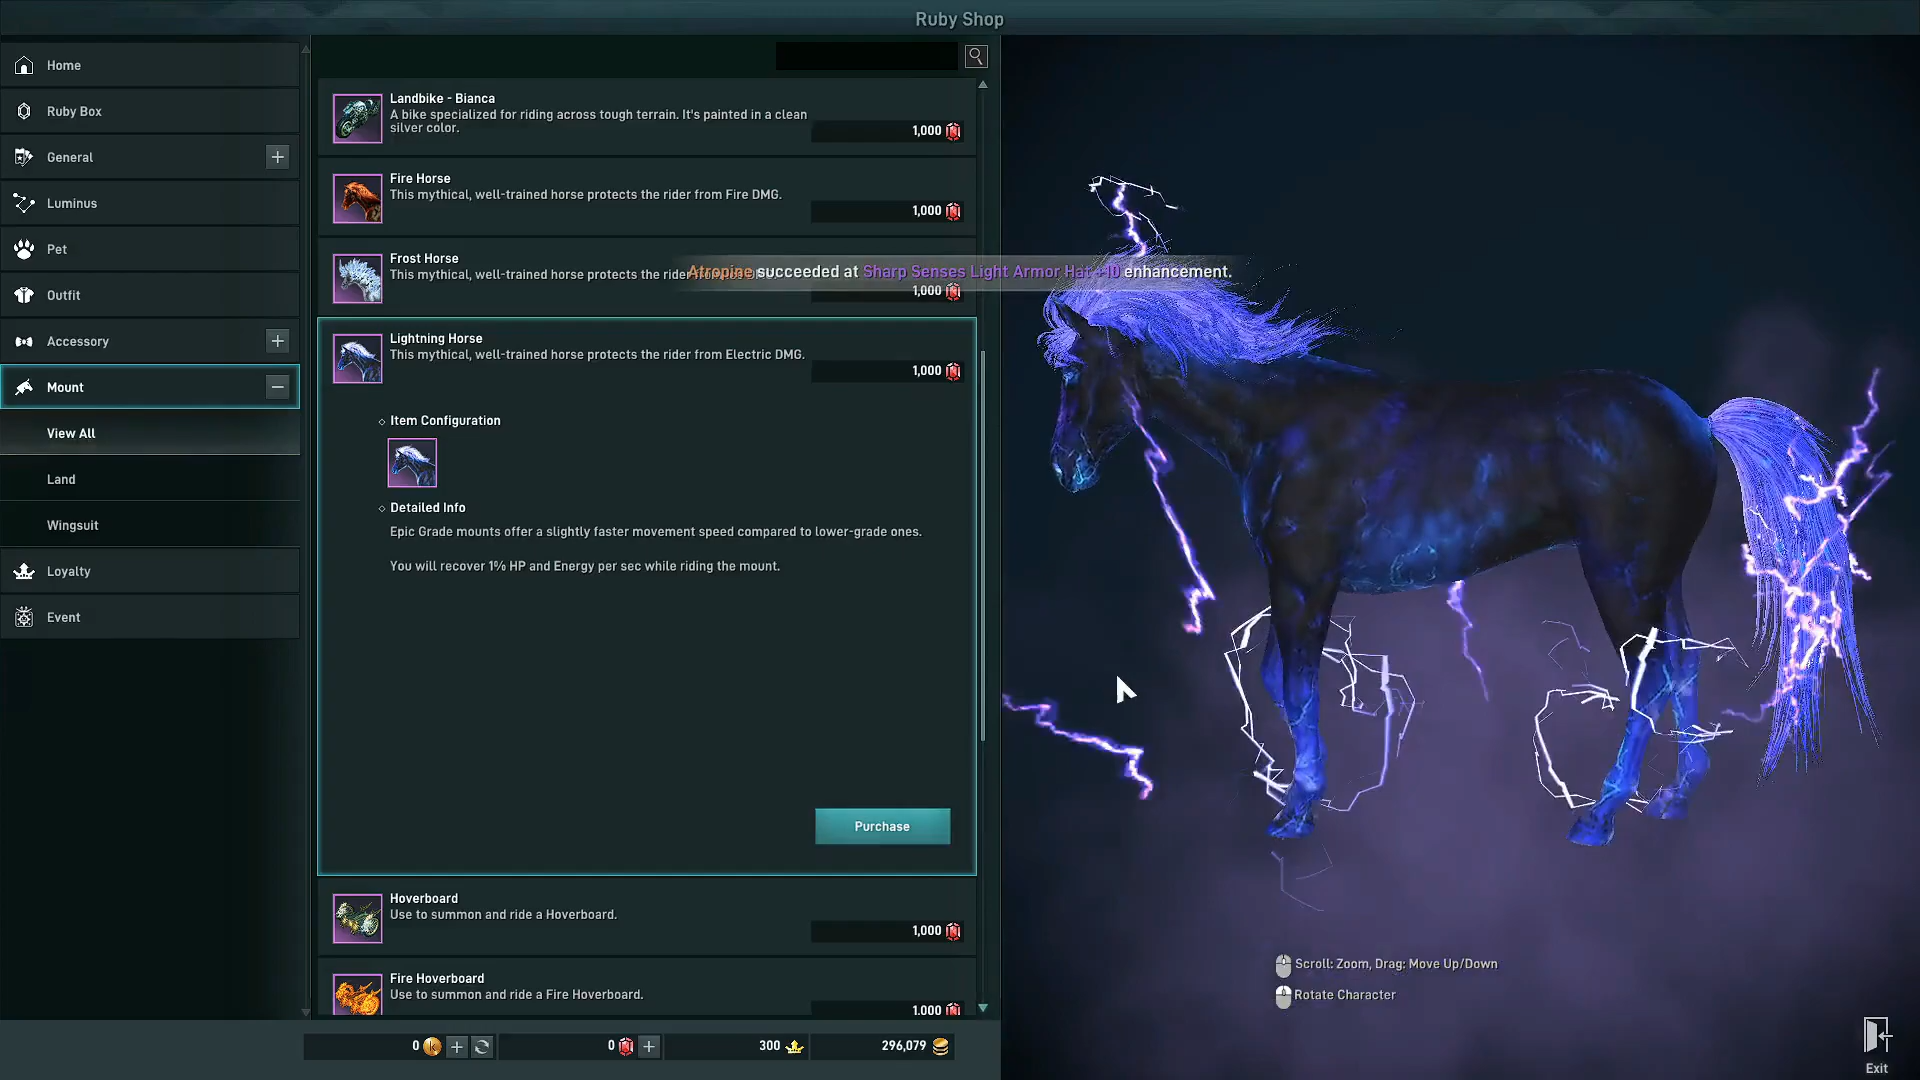 Ruby Shop
Home
Ruby Box
General
Luminus
Pet
Outfit
Accessory
Mount
View All
Land
Wingsuit
Loyalty
Event
Landbike - Bianca
A bike specialized for riding across tough terrain. It's painted in a clean
silver color.
1,000
Fire Horse
This mythical, well-trained horse protects the rider from Fire DMG.
1,000
Frost Horse
This mythical, well-trained horse protects the rider
1,000
Atropine succeeded at Sharp Senses Light Armor Hat +10 enhancement.
Lightning Horse
This mythical, well-trained horse protects the rider from Electric DMG.
1,000
Item Configuration
Detailed Info
Epic Grade mounts offer a slightly faster movement speed compared to lower-grade ones.
You will recover 1% HP and Energy per sec while riding the mount.
Purchase
Hoverboard
Use to summon and ride a Hoverboard.
1,000
Fire Hoverboard
Use to summon and ride a Fire Hoverboard.
1,000
0
0
300
296,079
Scroll: Zoom, Drag: Move Up/Down
Rotate Character
Exit